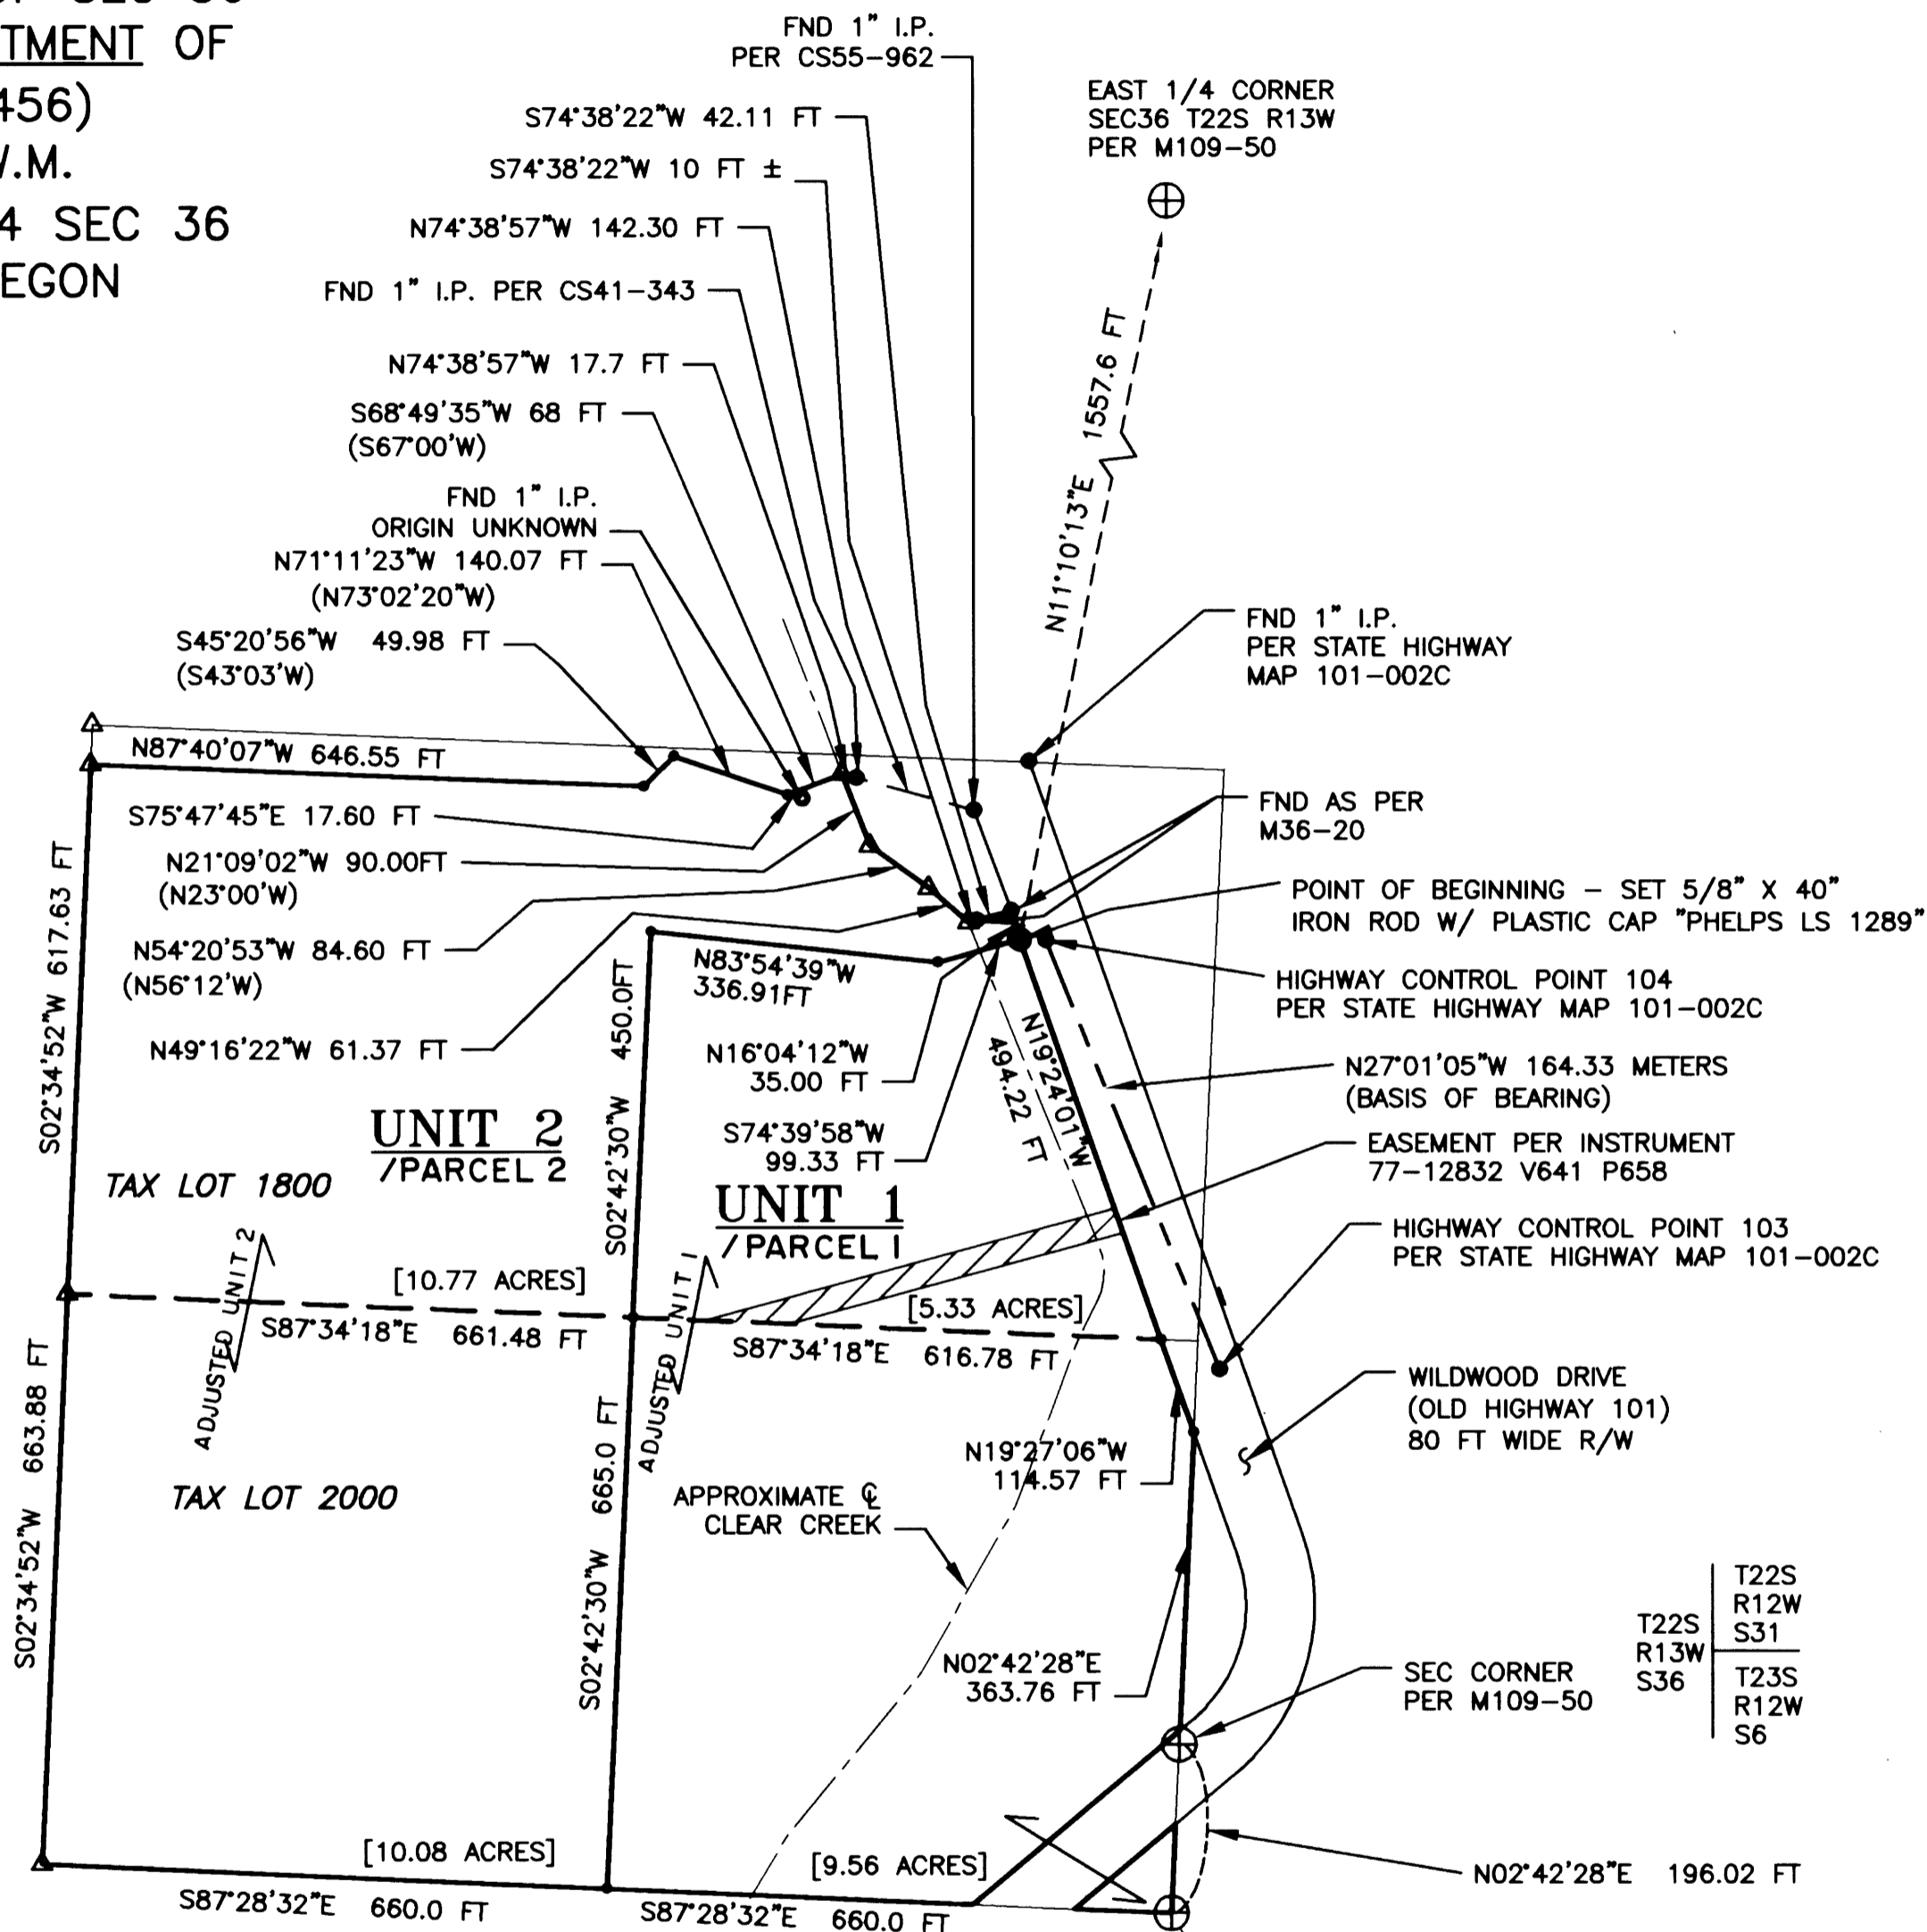 TMENT OF
456)
W.M.
4 SEC 36
EGON
FND 1" I.P.
PER CS55-962
S74°38'22"W 42.11 FT
S74°38'22"W 10 FT ±
N74°38'57"W 142.30 FT
FND 1" I.P. PER CS41-343
N74°38'57"W 17.7 FT
S68°49'35"W 68 FT
(S67°00'W)
FND 1" I.P.
ORIGIN UNKNOWN
N71°11'23"W 140.07 FT
(N73°02'20"W)
S45°20'56"W 49.98 FT
(S43°03'W)
EAST 1/4 CORNER
SEC36 T22S R13W
PER M109-50
N11°10'13"E 1557.6 FT
FND 1" I.P.
PER STATE HIGHWAY
MAP 101-002C
N87°40'07"W 646.55 FT
S75°47'45"E 17.60 FT
N21°09'02"W 90.00FT
(N23°00'W)
N54°20'53"W 84.60 FT
(N56°12'W)
N49°16'22"W 61.37 FT
FND AS PER
M36-20
POINT OF BEGINNING - SET 5/8" X 40"
IRON ROD W/ PLASTIC CAP "PHELPS LS 1289"
HIGHWAY CONTROL POINT 104
PER STATE HIGHWAY MAP 101-002C
N83°54'39"W
336.91FT
N16°04'12"W
35.00 FT
S74°39'58"W
99.33 FT
N19°24'01"W
494.22 FT
N27°01'05"W 164.33 METERS
(BASIS OF BEARING)
EASEMENT PER INSTRUMENT
77-12832 V641 P658
HIGHWAY CONTROL POINT 103
PER STATE HIGHWAY MAP 101-002C
S02°34'52"W 617.63 FT
S02°42'30"W 450.0FT
UNIT 2
/PARCEL 2
TAX LOT 1800
UNIT 1
/PARCEL 1
ADJUSTED UNIT 2
[10.77 ACRES]
S87°34'18"E 661.48 FT
ADJUSTED UNIT 1
[5.33 ACRES]
S87°34'18"E 616.78 FT
WILDWOOD DRIVE
(OLD HIGHWAY 101)
80 FT WIDE R/W
S02°34'52"W 663.88 FT
TAX LOT 2000
S02°42'30"W 665.0 FT
N19°27'06"W
114.57 FT
APPROXIMATE ℄
CLEAR CREEK
N02°42'28"E
363.76 FT
SEC CORNER
PER M109-50
T22S
R13W
S36
T22S
R12W
S31
T23S
R12W
S6
[10.08 ACRES]
S87°28'32"E 660.0 FT
[9.56 ACRES]
S87°28'32"E 660.0 FT
N02°42'28"E 196.02 FT